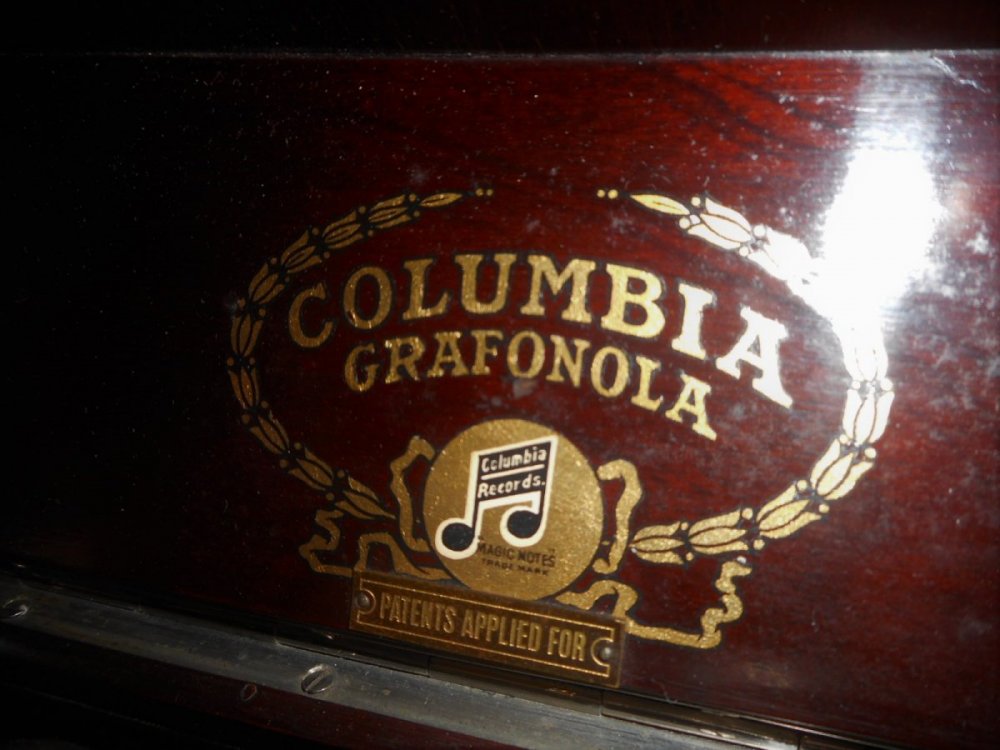 COLUMBIA
GRAFONOLA
Columbia
Records.
"MAGIC NOTES"
TRADE MARK
PATENTS APPLIED FOR